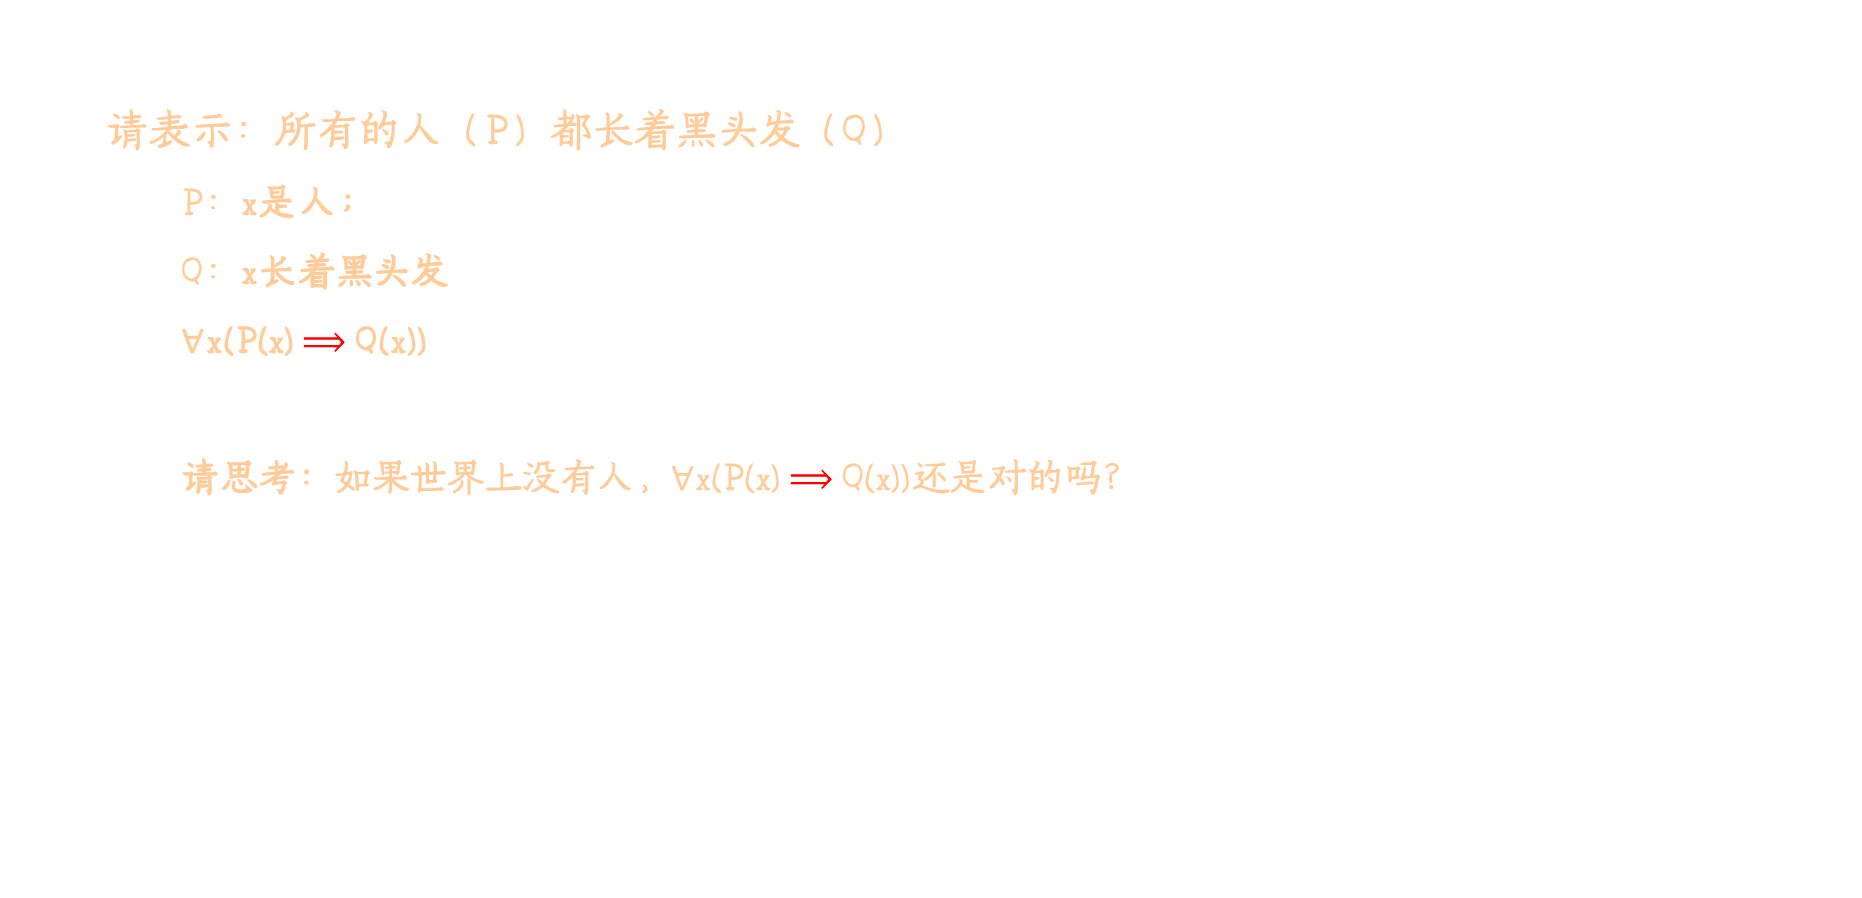 请表示：所有的人（P）都长着黑头发（Q）
P：x是人；
Q：x长着黑头发
∀x(P(x) ⟹ Q(x))
请思考：如果世界上没有人，∀x(P(x) ⟹ Q(x))还是对的吗？